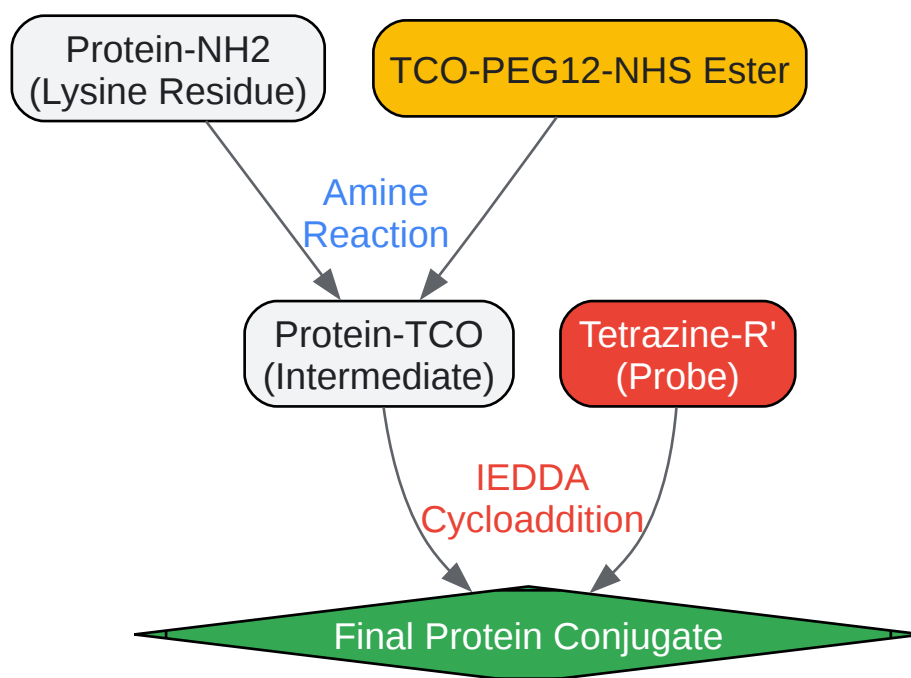 Protein-NH2
(Lysine Residue)
TCO-PEG12-NHS Ester
Amine
Reaction
Protein-TCO
(Intermediate)
Tetrazine-R'
(Probe)
IEDDA
Cycloaddition
Final Protein Conjugate